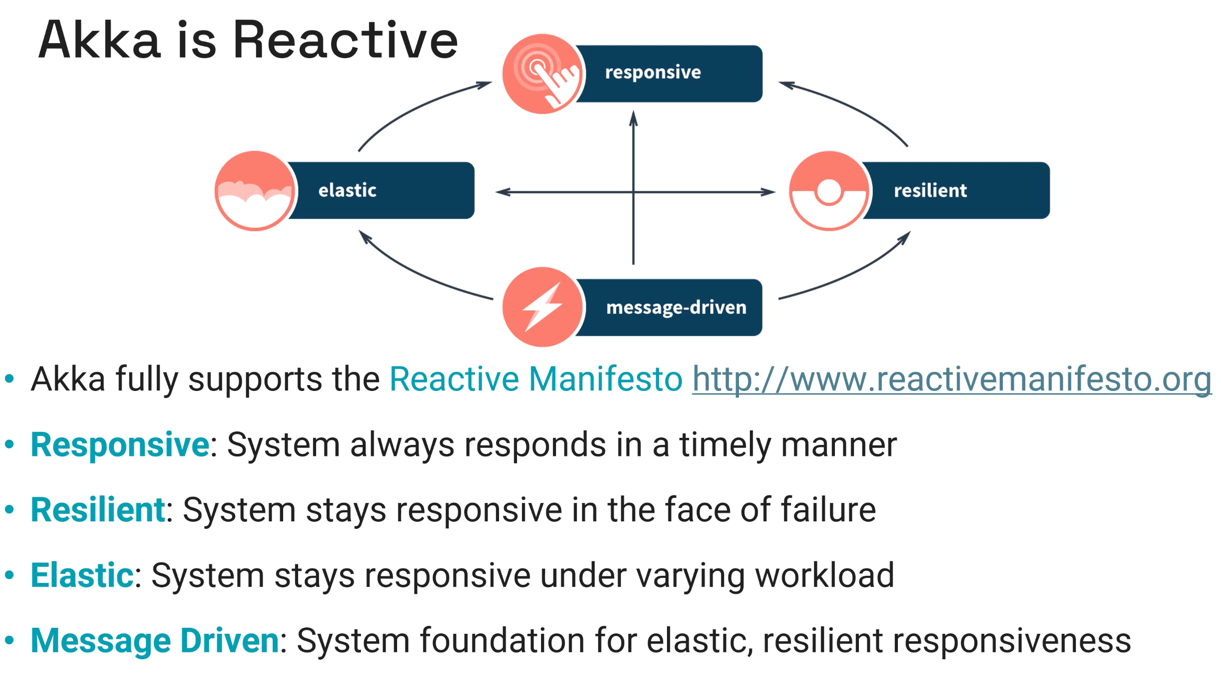 Akka is Reactive
responsive
elastic
resilient
message-driven
• Akka fully supports the Reactive Manifesto http://www.reactivemanifesto.org
• Responsive: System always responds in a timely manner
• Resilient: System stays responsive in the face of failure
• Elastic: System stays responsive under varying workload
• Message Driven: System foundation for elastic, resilient responsiveness